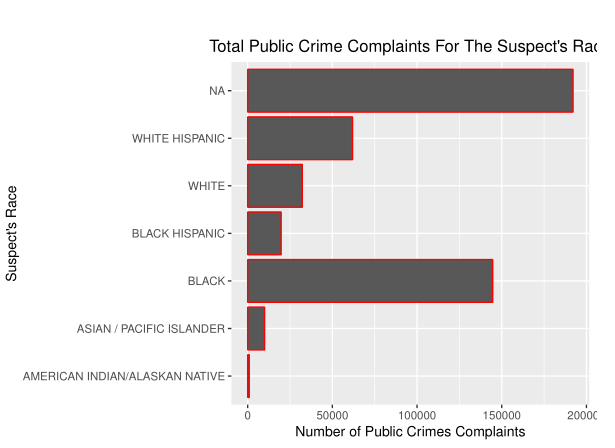 Total Public Crime Complaints For The Suspect's Rac
NA
WHITE HISPANIC
WHITE
BLACK HISPANIC
BLACK
ASIAN / PACIFIC ISLANDER
AMERICAN INDIAN/ALASKAN NATIVE
Suspect's Race
0 50000 100000 150000 20000
Number of Public Crimes Complaints